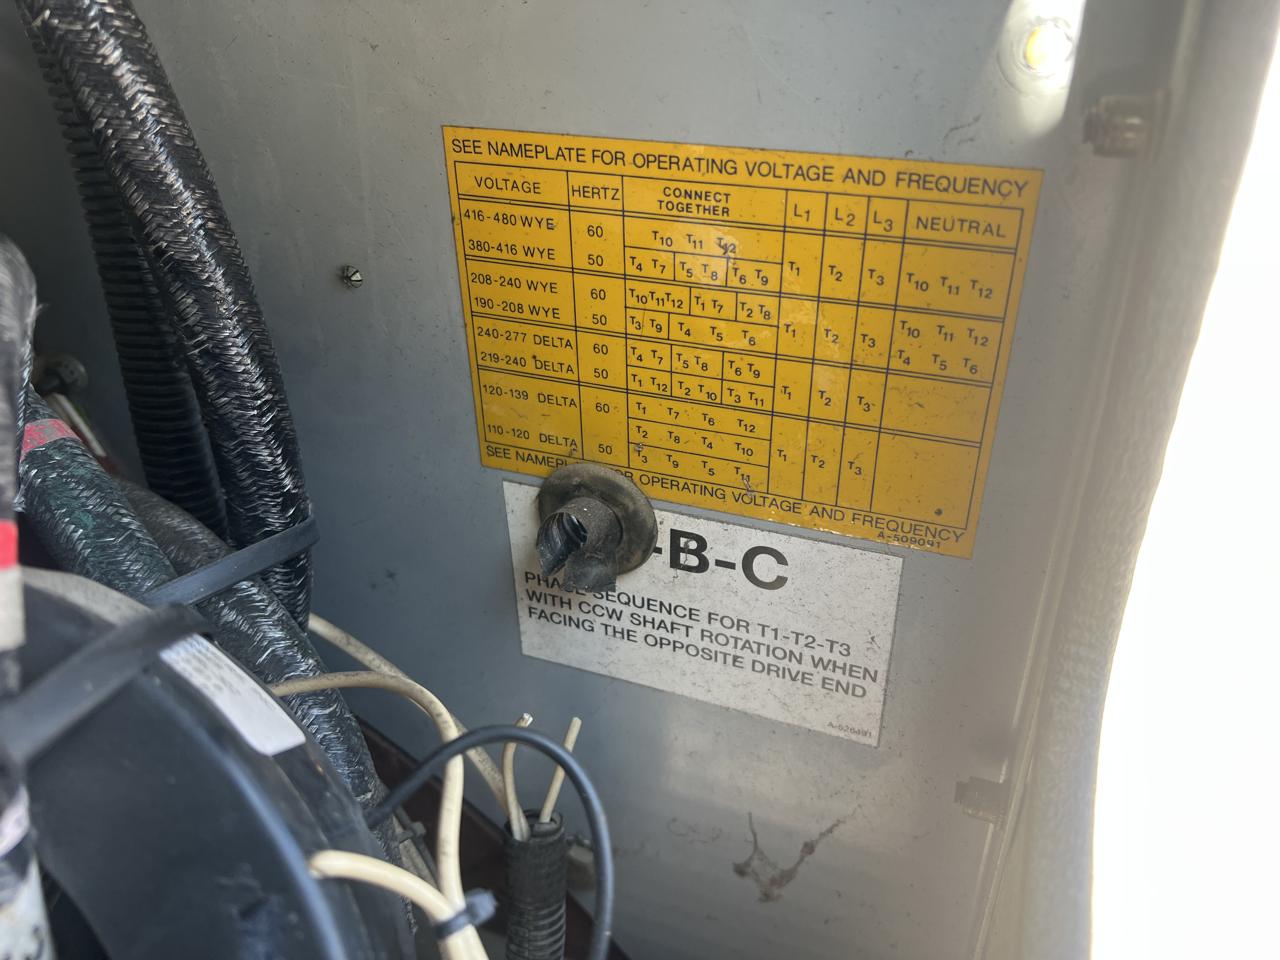 SEE NAMEPLATE FOR OPERATING VOLTAGE AND FREQUENCY
VOLTAGE HERTZ CONNECT TOGETHER L1 L2 L3 NEUTRAL
416-480 WYE 60 T10 T11 T12
380-416 WYE 50 T4 T7 T5 T8 T6 T9 T1 T2 T3 T10 T11 T12
208-240 WYE 60 T10 T11 T12 T1 T7 T2 T8
190-208 WYE 50 T3 T9 T4 T5 T6 T1 T2 T3 T10 T11 T12
T4 T5 T6
240-277 DELTA 60 T4 T7 T5 T8 T6 T9
219-240 DELTA 50 T1 T12 T2 T10 T3 T11 T1 T2 T3
120-139 DELTA 60 T1 T7 T6 T12
T2 T8 T4 T10
110-120 DELTA 50 T3 T9 T5 T11 T1 T2 T3
SEE OPERATING VOLTAGE AND FREQUENCY
A-509091
-B-C
PHASE SEQUENCE FOR T1-T2-T3
WITH CCW SHAFT ROTATION WHEN
FACING THE OPPOSITE DRIVE END